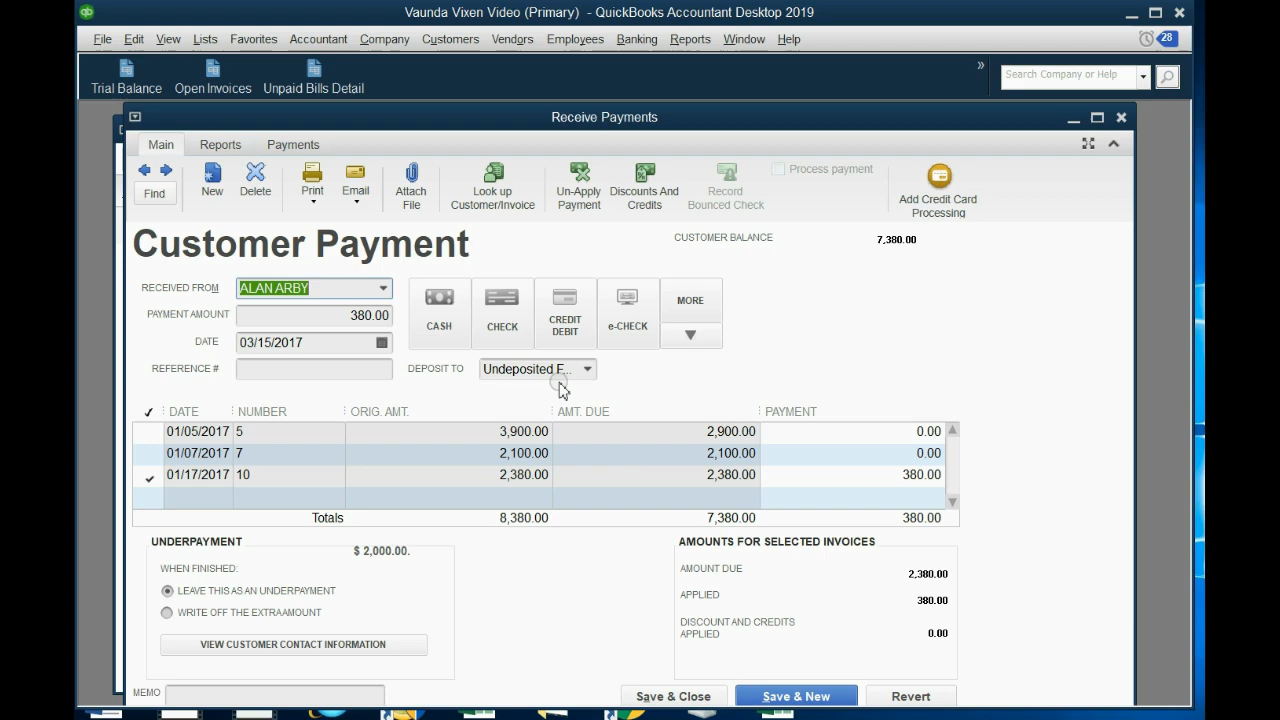 Vaunda Vixen Video (Primary) - QuickBooks Accountant Desktop 2019
File Edit View Lists Favorites Accountant Company Customers Vendors Employees Banking Reports Window Help 28
Trial Balance Open Invoices Unpaid Bills Detail » Search Company or Help
Receive Payments
Main Reports Payments
Find New Delete Print Email Attach File Look up Customer/Invoice Un-Apply Payment Discounts And Credits Record Bounced Check Process payment Add Credit Card Processing
Customer Payment CUSTOMER BALANCE 7,380.00
RECEIVED FROM ALAN ARBY
PAYMENT AMOUNT 380.00
DATE 03/15/2017
REFERENCE #
CASH CHECK CREDIT DEBIT e-CHECK MORE
DEPOSIT TO Undeposited F...
✓ DATE NUMBER ORIG. AMT. AMT. DUE PAYMENT
01/05/2017 5 3,900.00 2,900.00 0.00
01/07/2017 7 2,100.00 2,100.00 0.00
✓ 01/17/2017 10 2,380.00 2,380.00 380.00
Totals 8,380.00 7,380.00 380.00
UNDERPAYMENT
$ 2,000.00.
WHEN FINISHED:
LEAVE THIS AS AN UNDERPAYMENT
WRITE OFF THE EXTRA AMOUNT
VIEW CUSTOMER CONTACT INFORMATION
AMOUNTS FOR SELECTED INVOICES
AMOUNT DUE 2,380.00
APPLIED 380.00
DISCOUNT AND CREDITS
APPLIED 0.00
MEMO
Save & Close Save & New Revert